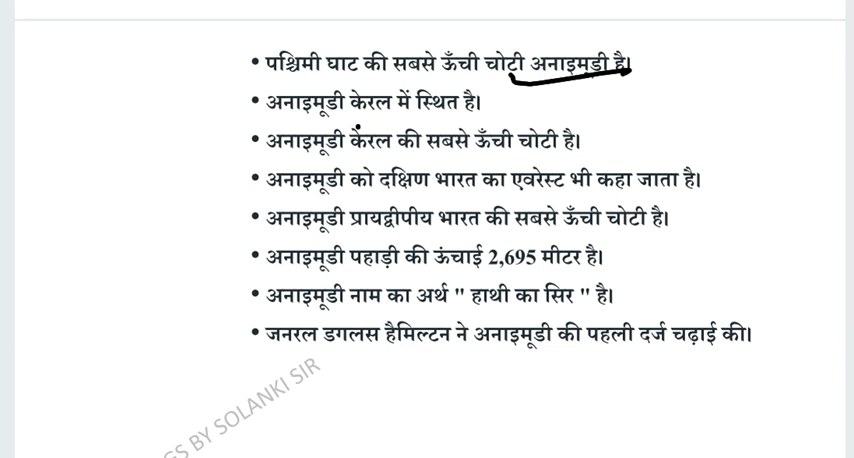 • पश्चिमी घाट की सबसे ऊँची चोटी अनाइमूडी है।
• अनाइमूडी केरल में स्थित है।
• अनाइमूडी केरल की सबसे ऊँची चोटी है।
• अनाइमूडी को दक्षिण भारत का एवरेस्ट भी कहा जाता है।
• अनाइमूडी प्रायद्वीपीय भारत की सबसे ऊँची चोटी है।
• अनाइमूडी पहाड़ी की ऊंचाई 2,695 मीटर है।
• अनाइमूडी नाम का अर्थ " हाथी का सिर " है।
• जनरल डगलस हैमिल्टन ने अनाइमूडी की पहली दर्ज चढ़ाई की।
GS BY SOLANKI SIR